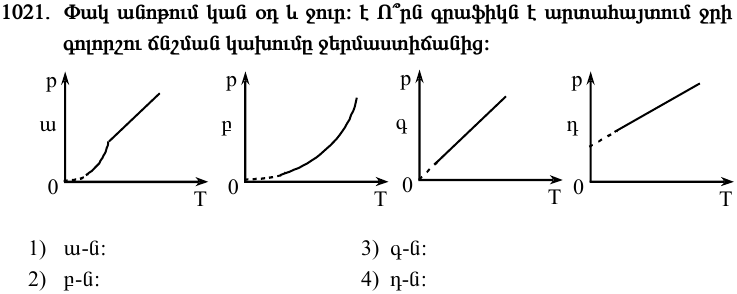 1021. Փակ անոթում կան օդ և ջուր: է Ո՞րն գրաֆիկն է արտահայտում ջրի
գոլորշու ճնշման կախումը ջերմաստիճանից:
p p p p
ա բ գ դ
0 T 0 T 0 T 0 T
1) ա-ն: 3) գ-ն:
2) բ-ն: 4) դ-ն: